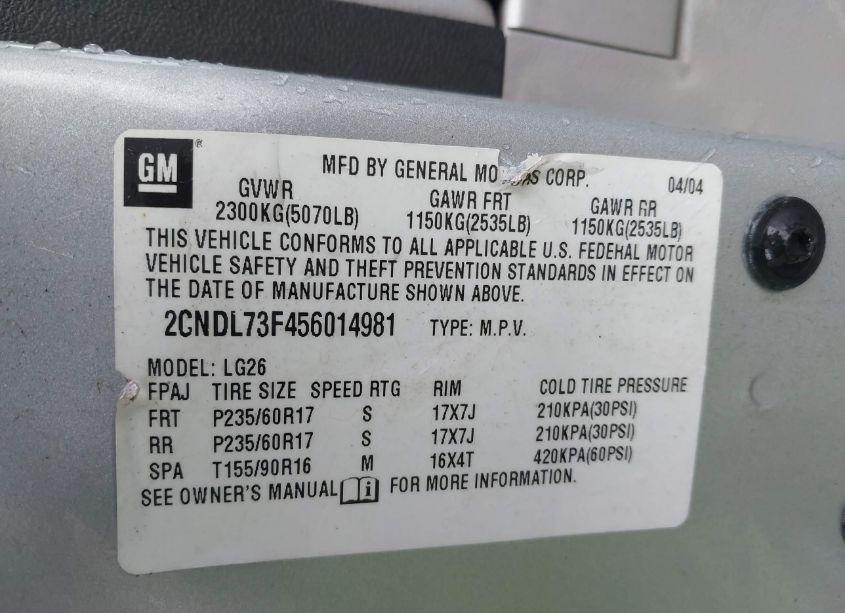 GM® MFD BY GENERAL MOTORS CORP. 04/04
GVWR GAWR FRT GAWR RR
2300KG(5070LB) 1150KG(2535LB) 1150KG(2535LB)
THIS VEHICLE CONFORMS TO ALL APPLICABLE U.S. FEDERAL MOTOR
VEHICLE SAFETY AND THEFT PREVENTION STANDARDS IN EFFECT ON
THE DATE OF MANUFACTURE SHOWN ABOVE.
2CNDL73F456014981 TYPE: M.P.V.
MODEL: LG26
FPAJ TIRE SIZE SPEED RTG RIM COLD TIRE PRESSURE
FRT P235/60R17 S 17X7J 210KPA(30PSI)
RR P235/60R17 S 17X7J 210KPA(30PSI)
SPA T155/90R16 M 16X4T 420KPA(60PSI)
SEE OWNER'S MANUAL i FOR MORE INFORMATION.